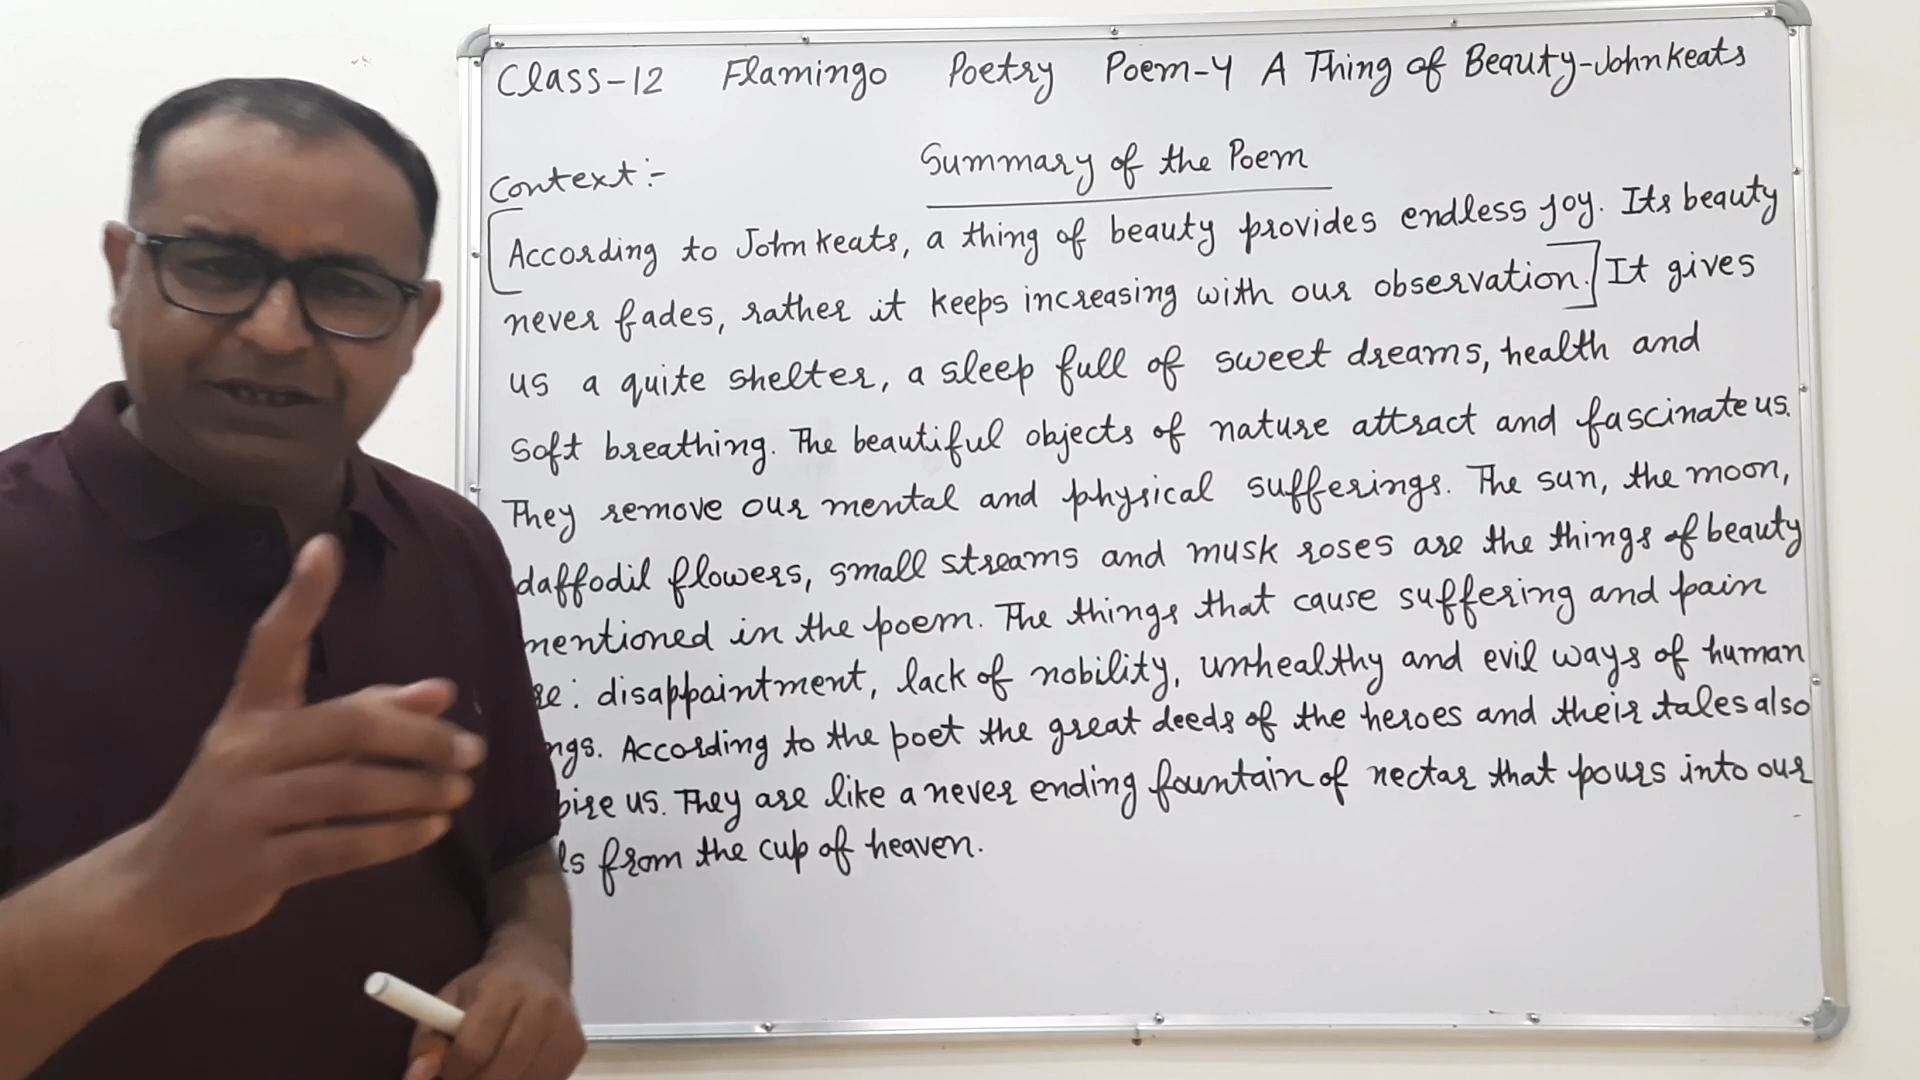 Class-12 Flamingo Poetry Poem-4 A Thing of Beauty-John Keats
Summary of the Poem
Context:-
According to John Keats, a thing of beauty provides endless joy. Its beauty
never fades, rather it keeps increasing with our observation. It gives
us a quite shelter, a sleep full of sweet dreams, health and
soft breathing. The beautiful objects of nature attract and fascinate us.
They remove our mental and physical sufferings. The sun, the moon,
daffodil flowers, small streams and musk roses are the things of beauty
mentioned in the poem. The things that cause suffering and pain
disappointment, lack of nobility, unhealthy and evil ways of human
According to the poet the great deeds of the heroes and their tales also
us. They are like a never ending fountain of nectar that pours into our
from the cup of heaven.